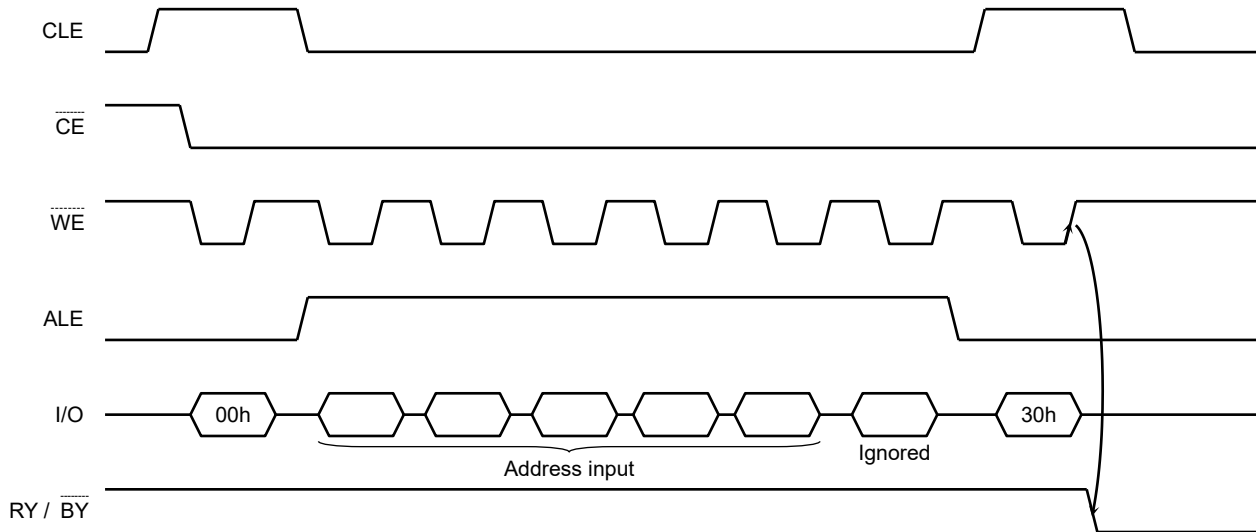 CLE
CE
WE
ALE
I/O
00h
30h
Address input
Ignored
RY / BY